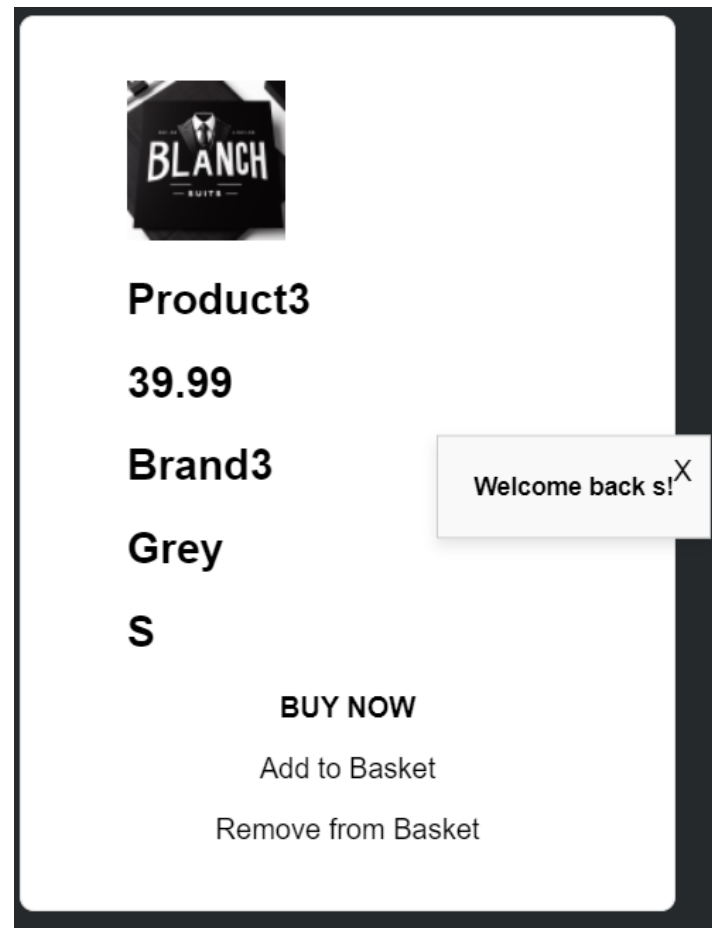 BLANCH
SUITS
Product3
39.99
Brand3
Welcome back s!
X
Grey
S
BUY NOW
Add to Basket
Remove from Basket